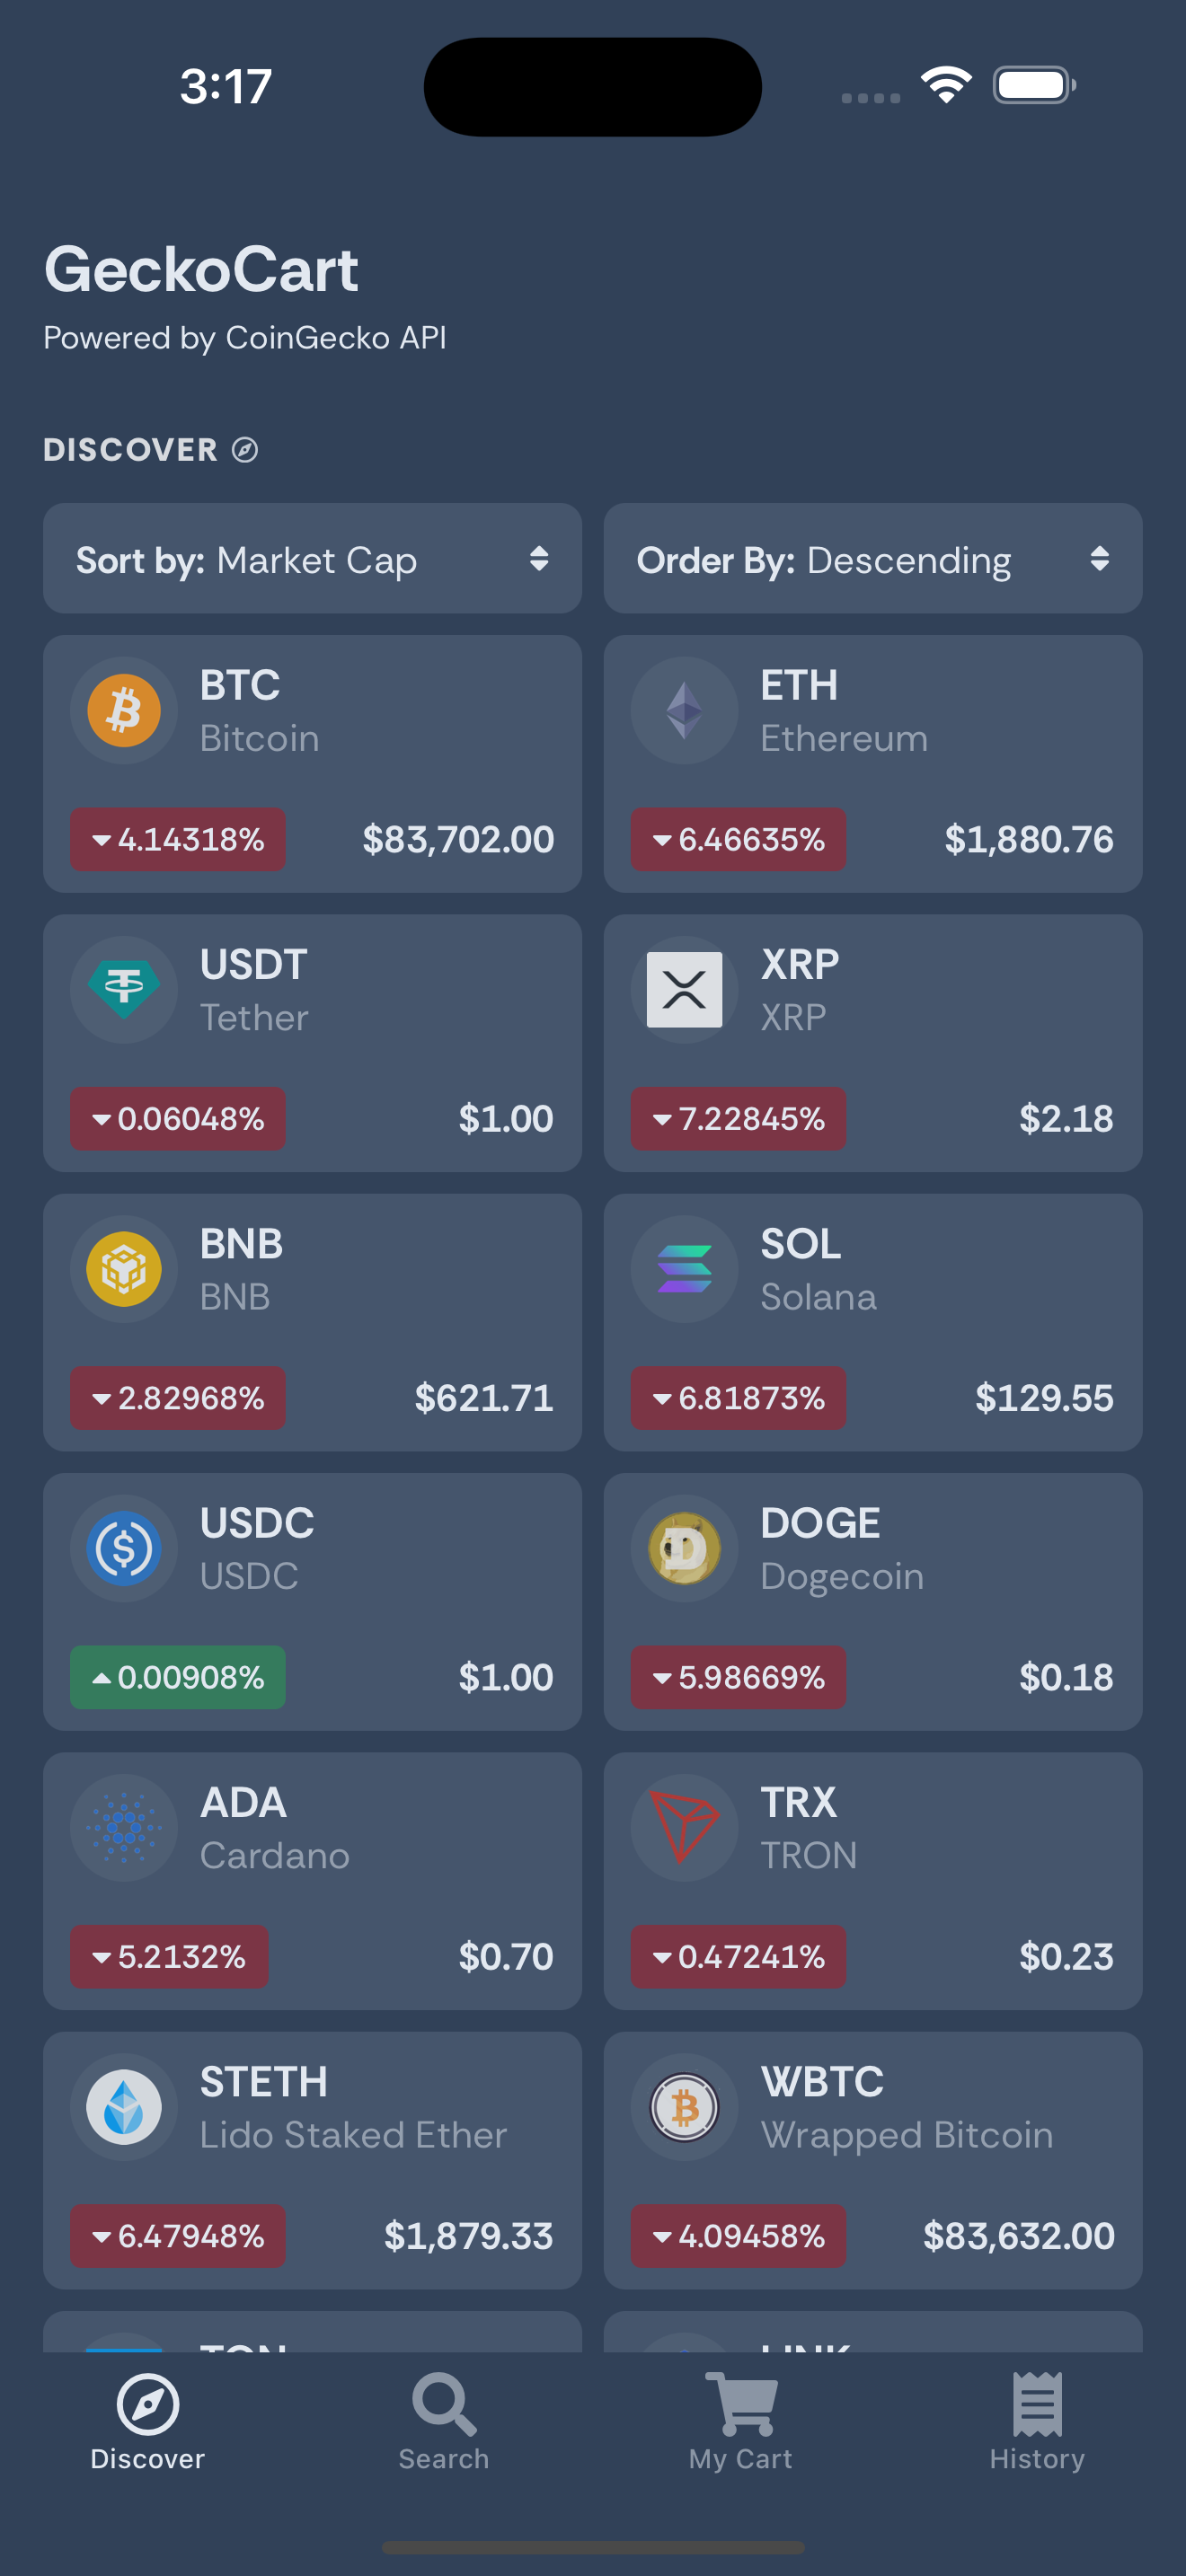 3:17
GeckoCart
Powered by CoinGecko API
DISCOVER
Sort by: Market Cap
Order By: Descending
BTC
Bitcoin
4.14318%
$83,702.00
ETH
Ethereum
6.46635%
$1,880.76
USDT
Tether
0.06048%
$1.00
XRP
XRP
7.22845%
$2.18
BNB
BNB
2.82968%
$621.71
SOL
Solana
6.81873%
$129.55
USDC
USDC
0.00908%
$1.00
DOGE
Dogecoin
5.98669%
$0.18
ADA
Cardano
5.2132%
$0.70
TRX
TRON
0.47241%
$0.23
STETH
Lido Staked Ether
6.47948%
$1,879.33
WBTC
Wrapped Bitcoin
4.09458%
$83,632.00
TON
LINK
Discover
Search
My Cart
History